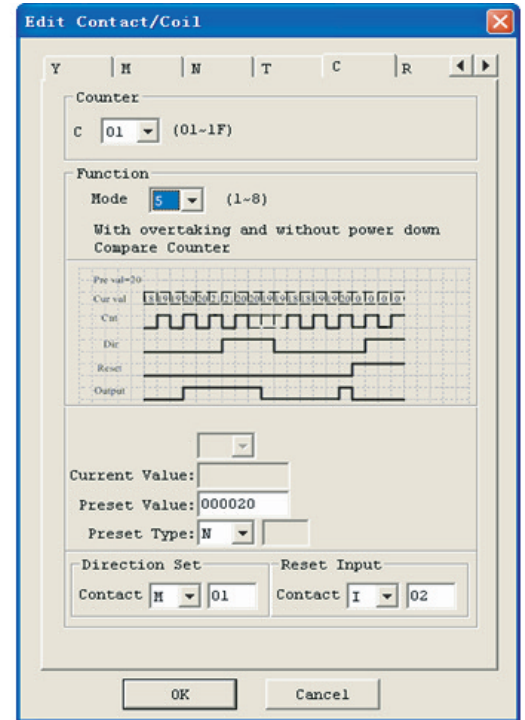 Edit Contact/Coil
Y M N T C R
Counter
C 01 (01~1F)
Function
Mode 5 (1-8)
With overtaking and without power down
Compare Counter
Pre val=20
Cur val
Cnt
Dir
Reset
Output
Current Value:
Preset Value: 000020
Preset Type: N
Direction Set Reset Input
Contact M 01 Contact I 02
OK Cancel